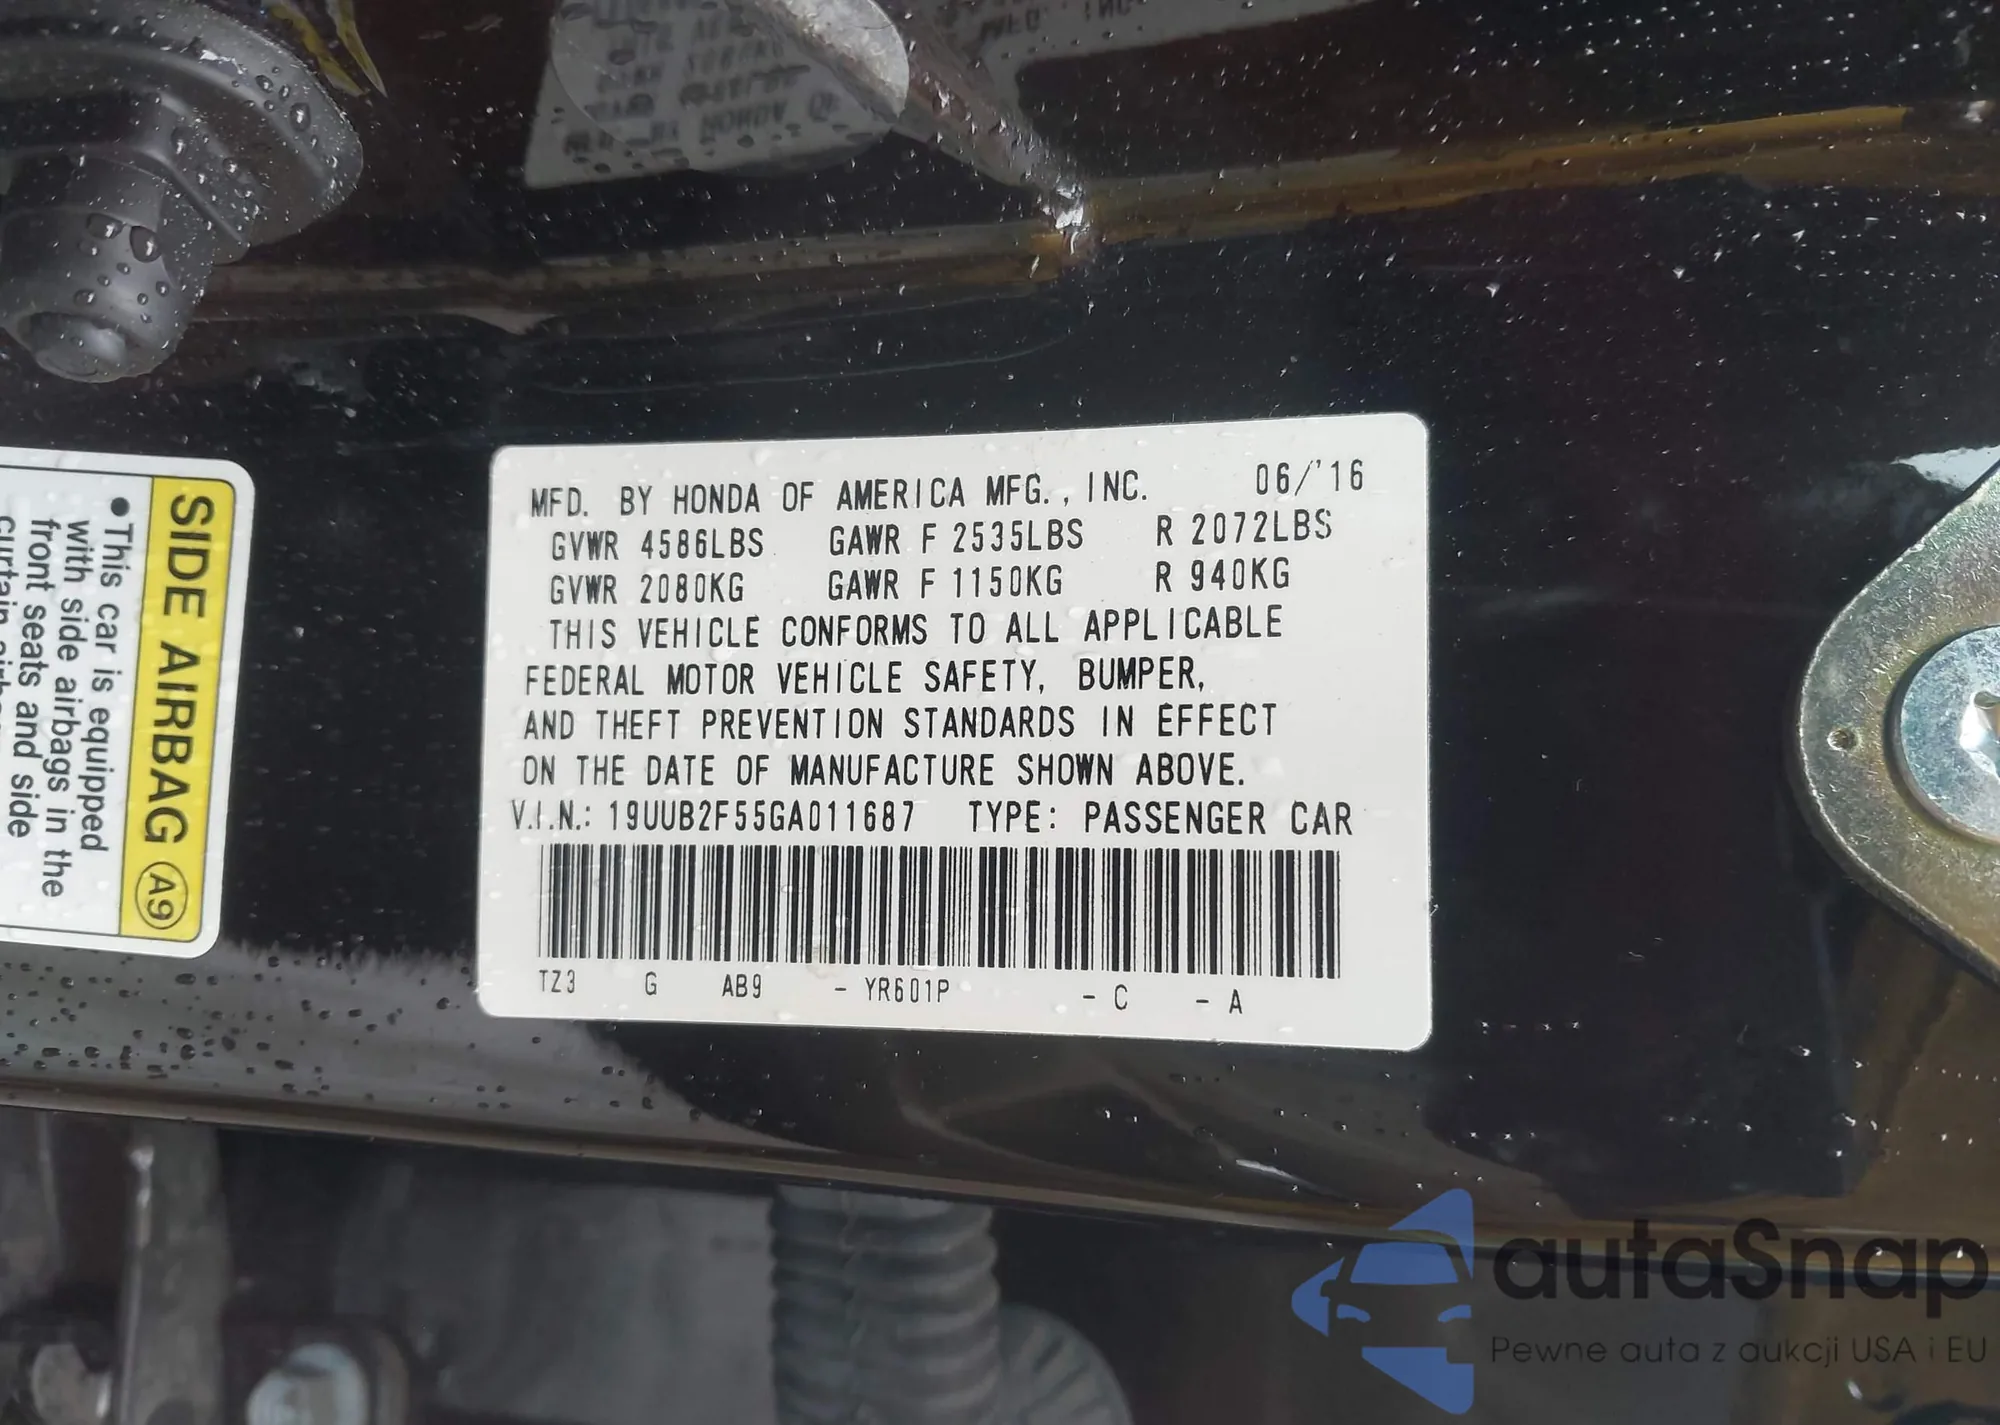 MFD. BY HONDA OF AMERICA MFG., INC. 06/'16
GVWR 4586LBS GAWR F 2535LBS R 2072LBS
GVWR 2080KG GAWR F 1150KG R 940KG
THIS VEHICLE CONFORMS TO ALL APPLICABLE
FEDERAL MOTOR VEHICLE SAFETY, BUMPER,
AND THEFT PREVENTION STANDARDS IN EFFECT
ON THE DATE OF MANUFACTURE SHOWN ABOVE.
V.I.N.: 19UUB2F55GA011687 TYPE: PASSENGER CAR
TZ3 G AB9 - YR601P - C - A
SIDE AIRBAG A9
•This car is equipped
with side airbags in the
front seats and side
autaSnap
Pewne auta z aukcji USA i EU